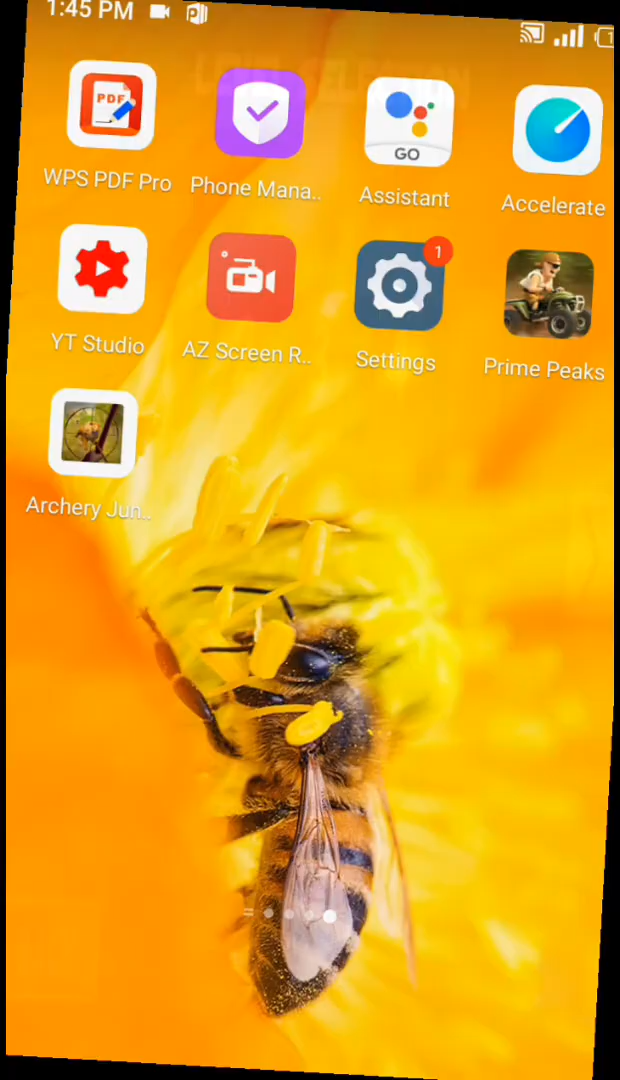 1:45 PM
PDF
GO
WPS PDF Pro
Phone Mana..
Assistant
Accelerate
1
YT Studio
AZ Screen R..
Settings
Prime Peaks
Archery Jun..